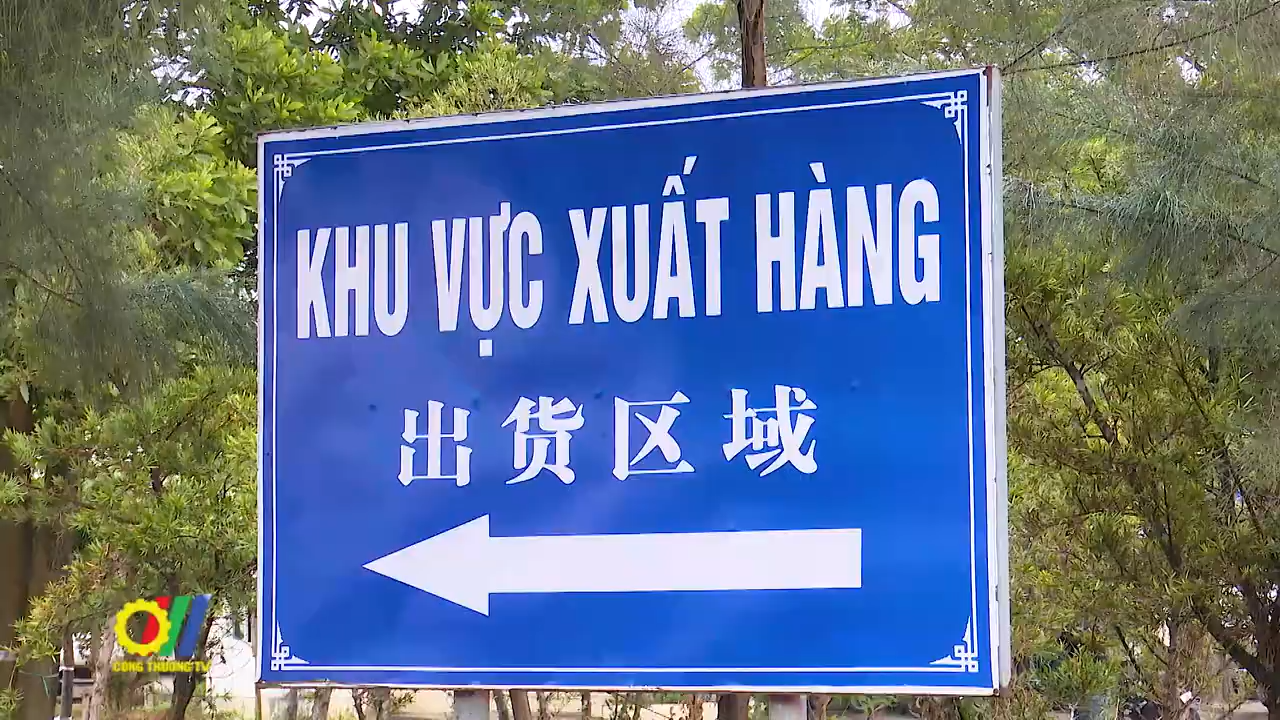 KHU VỰC XUẤT HÀNG
出货区域
CÔNG THƯƠNG TV